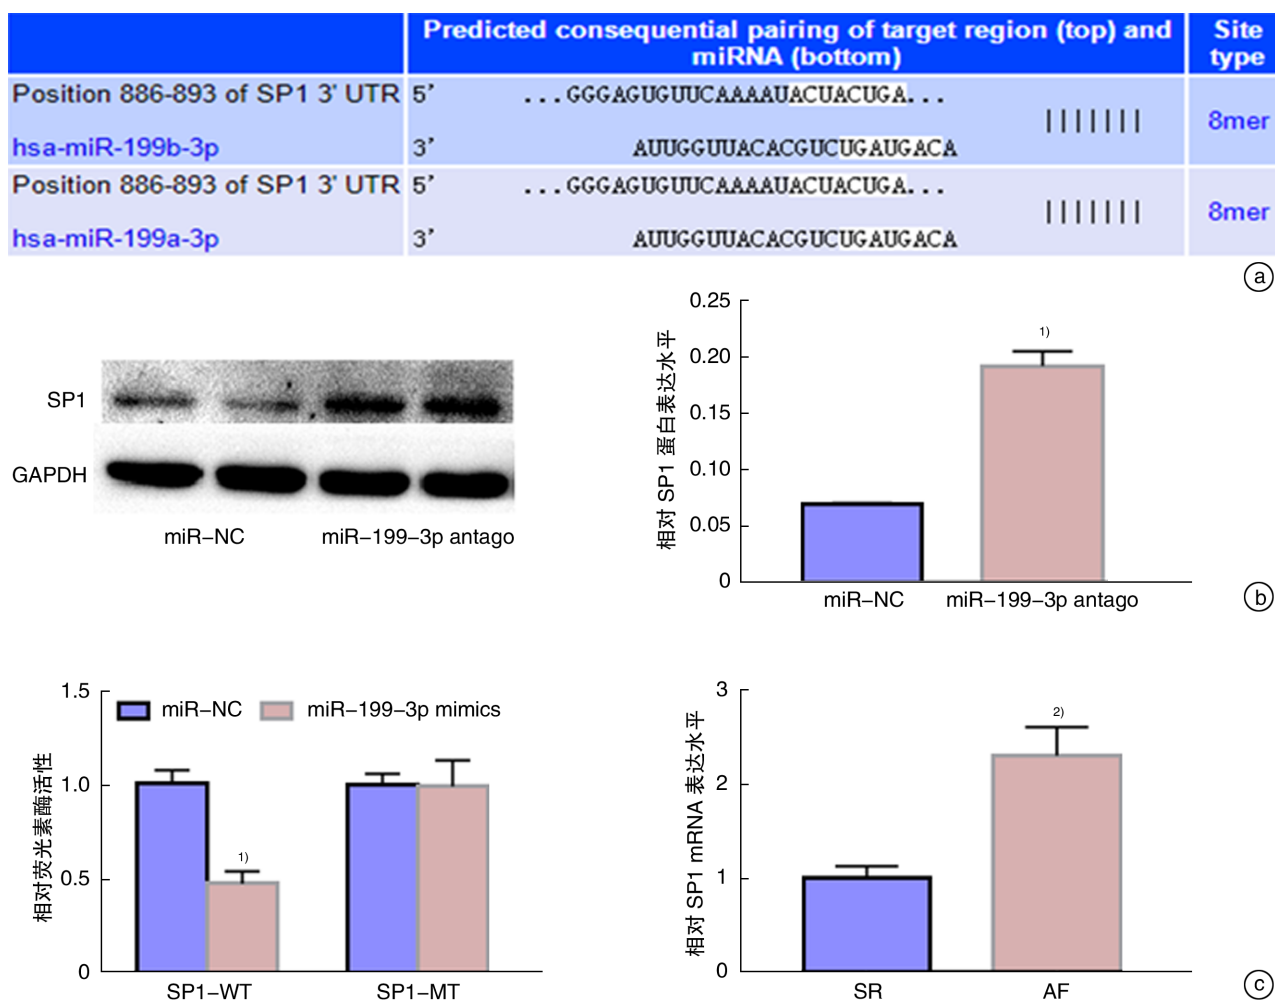 Predicted consequential pairing of target region (top) and
miRNA (bottom)
Site
type
Position 886-893 of SP1 3' UTR
5' ...GGGAGUGUUCAAAAUACUACUGA...
hsa-miR-199b-3p
3' AUUGGUUACACGUCUGAUGACA
8mer
Position 886-893 of SP1 3' UTR
5' ...GGGAGUGUUCAAAAUACUACUGA...
hsa-miR-199a-3p
3' AUUGGUUACACGUCUGAUGACA
8mer
a
SP1
GAPDH
miR-NC miR-199-3p antago
相对 SP1 蛋白表达水平
0.25
0.20
0.15
0.10
0.05
0
1)
miR-NC miR-199-3p antago
b
相对荧光素酶活性
1.5
1.0
0.5
0
miR-NC miR-199-3p mimics
1)
SP1-WT SP1-MT
相对 SP1 mRNA 表达水平
3
2
1
0
2)
SR AF
c